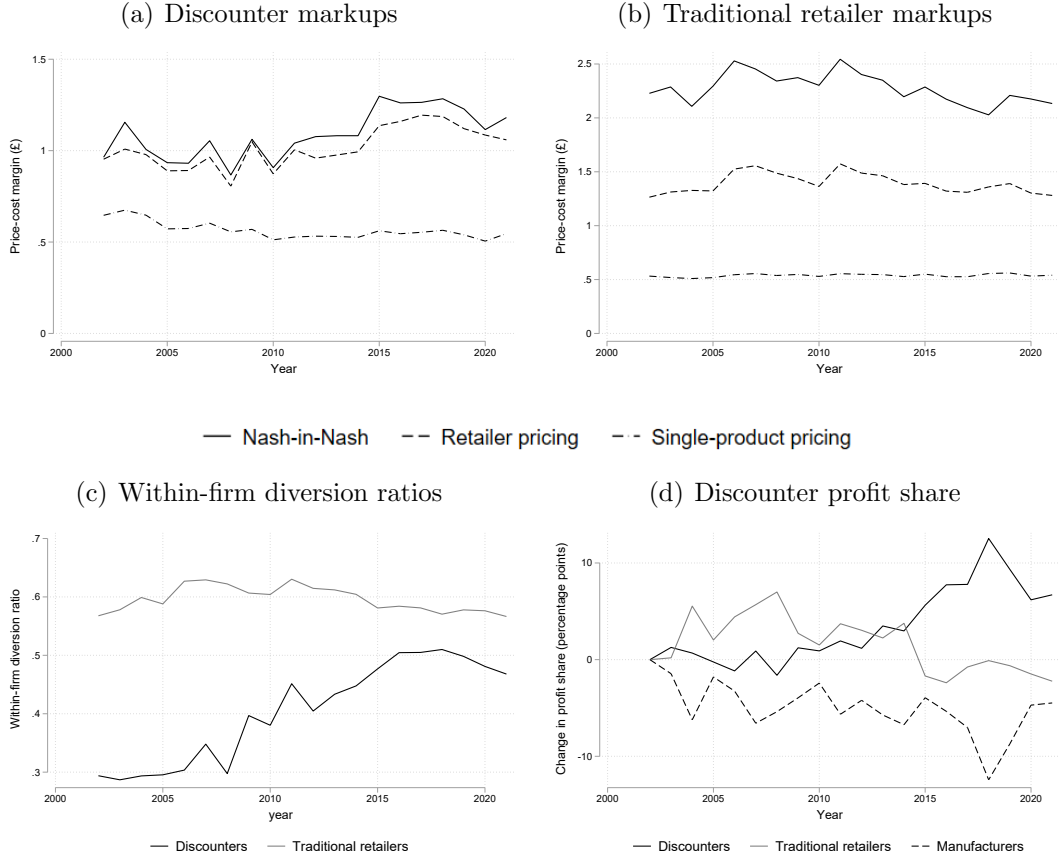 (a) Discounter markups
Price-cost margin (£)
1.5
1
.5
0
2000 2005 2010 2015 2020
Year
(b) Traditional retailer markups
Price-cost margin (£)
2.5
2
1.5
1
.5
0
2000 2005 2010 2015 2020
Year
Nash-in-Nash Retailer pricing Single-product pricing
(c) Within-firm diversion ratios
Within-firm diversion ratio
.7
.6
.5
.4
.3
2000 2005 2010 2015 2020
year
Discounters Traditional retailers
(d) Discounter profit share
Change in profit share (percentage points)
10
0
-10
2000 2005 2010 2015 2020
Year
Discounters Traditional retailers Manufacturers